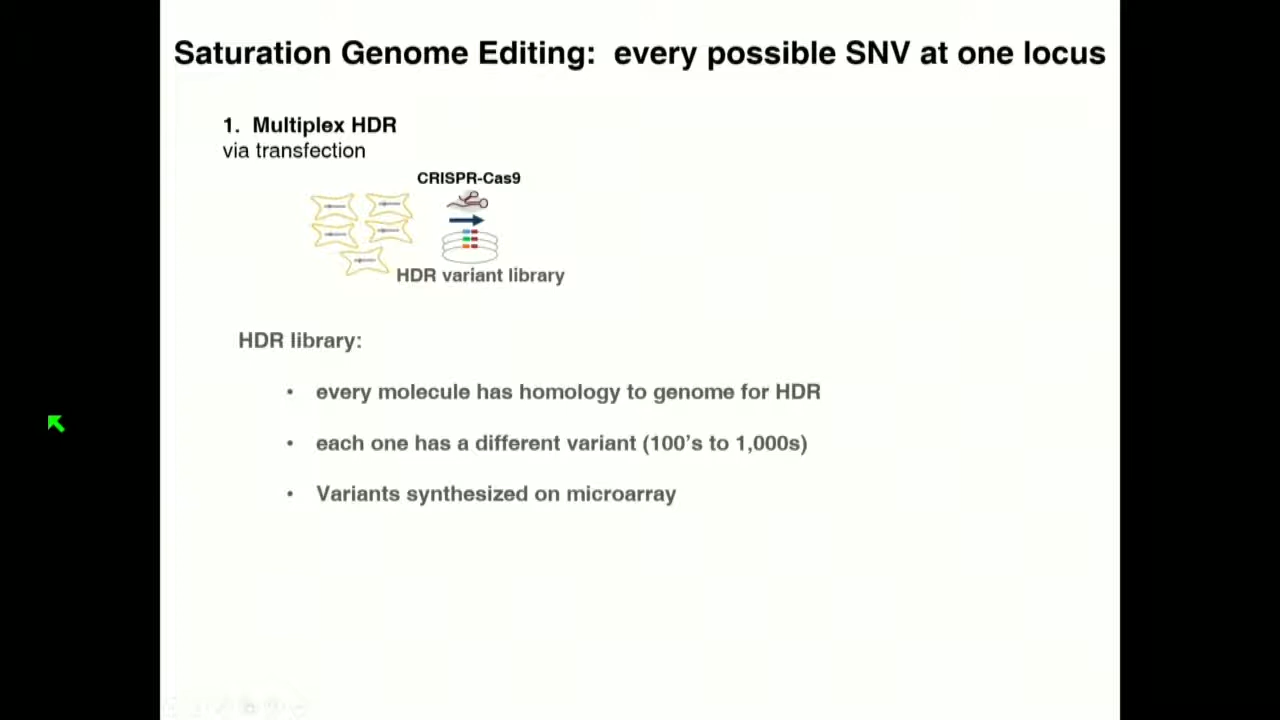 Saturation Genome Editing:  every possible SNV at one locus
1.  Multiplex HDR
via transfection
CRISPR-Cas9
HDR variant library
HDR library:
• every molecule has homology to genome for HDR
• each one has a different variant (100’s to 1,000s)
• Variants synthesized on microarray